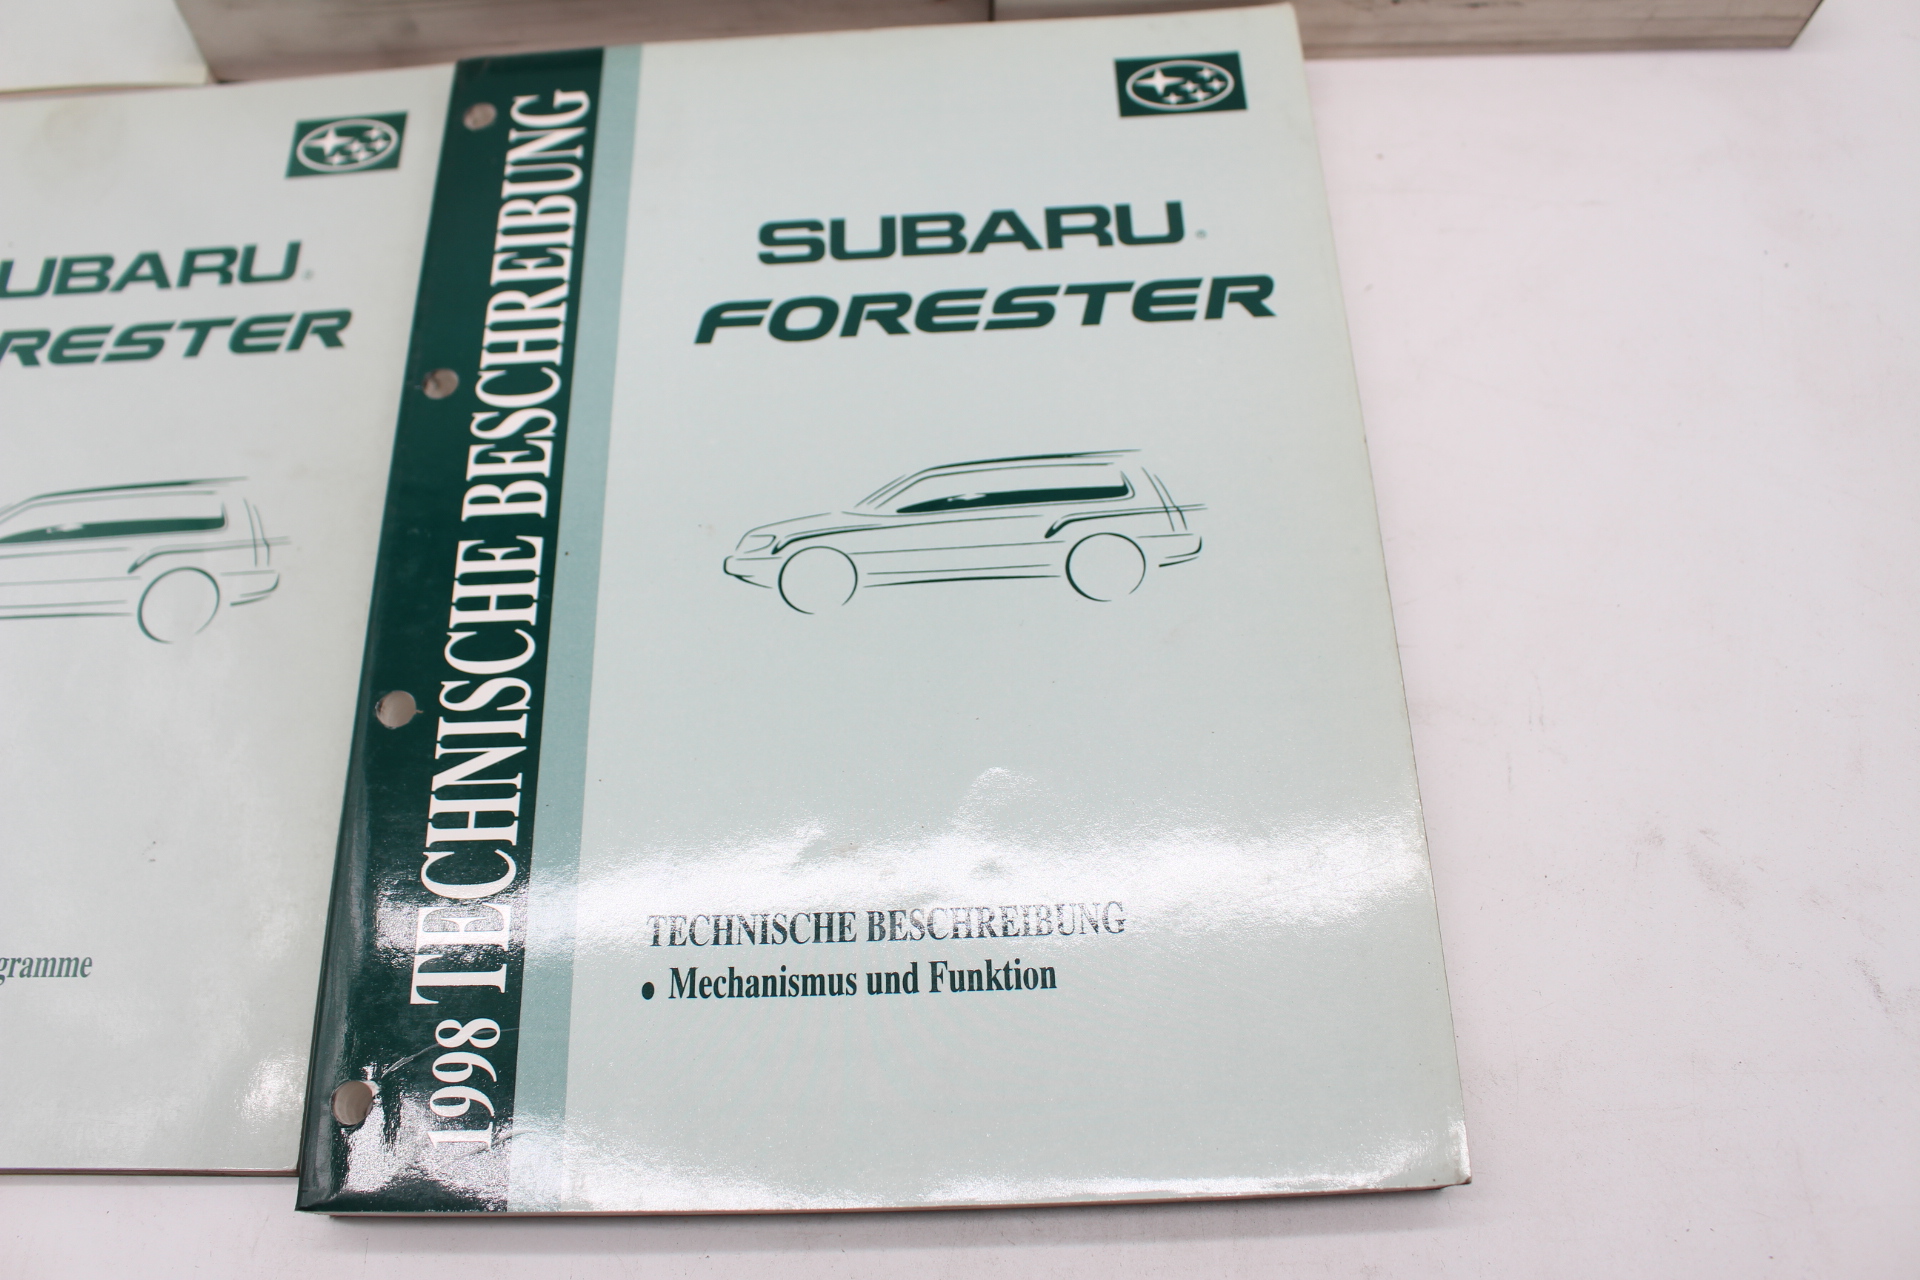 UBARU
RESTER
gramme
1998 TECHNISCHE BESCHREIBUNG
SUBARU
FORESTER
TECHNISCHE BESCHREIBUNG
• Mechanismus und Funktion